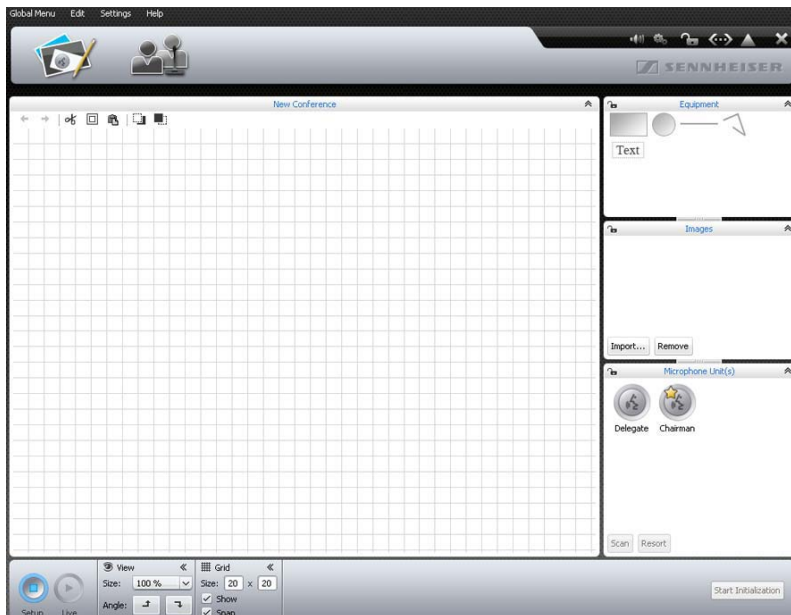 Global Menu Edit Settings Help
SENNHEISER
New Conference
Equipment
Text
Images
Import... Remove
Microphone Unit(s)
Delegate Chairman
Scan Resort
View Grid
Size: 100 % Size: 20 x 20
Show
Angle:
Snap
Setup Live
Start Initialization